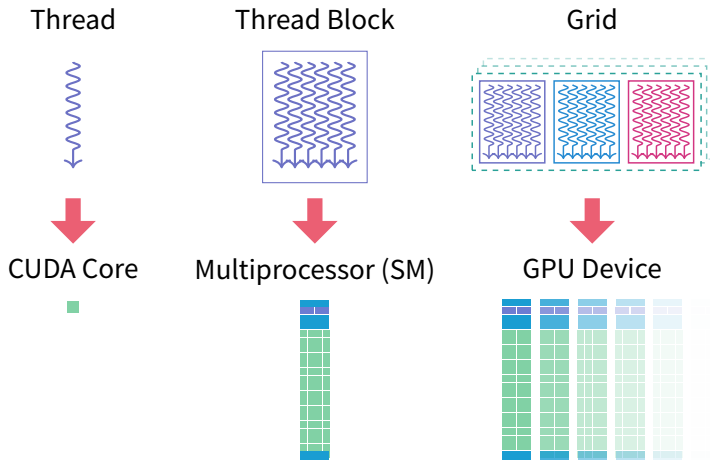 Thread
Thread Block
Grid
CUDA Core
Multiprocessor (SM)
GPU Device